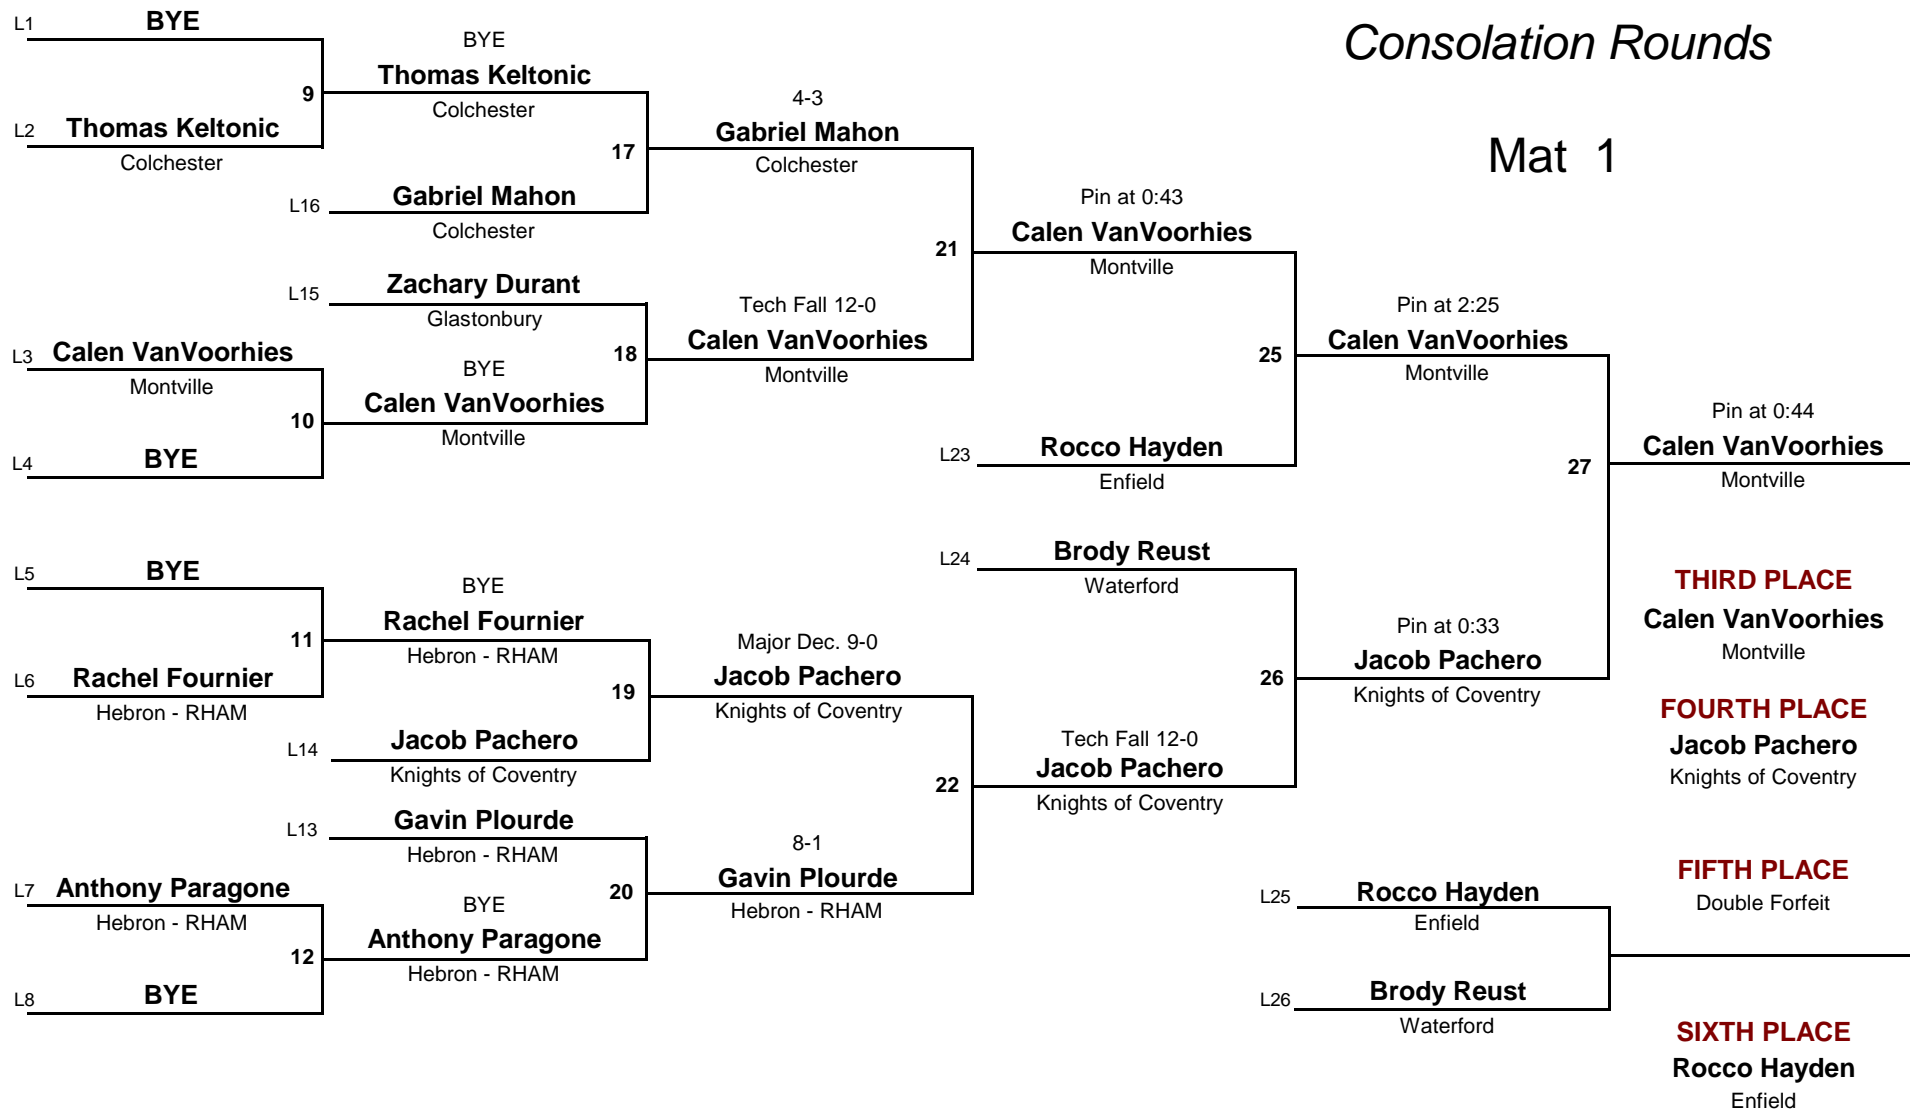 Consolation Rounds
Mat 1
L1 BYE
9
L2 Thomas Keltonic
Colchester
L3 Calen VanVoorhies
Montville
10
L4 BYE
L5 BYE
11
L6 Rachel Fournier
Hebron - RHAM
L7 Anthony Paragone
Hebron - RHAM
12
L8 BYE
BYE
Thomas Keltonic
Colchester
17
L16 Gabriel Mahon
Colchester
L15 Zachary Durant
Glastonbury
18
BYE
Calen VanVoorhies
Montville
BYE
Rachel Fournier
Hebron - RHAM
19
L14 Jacob Pachero
Knights of Coventry
L13 Gavin Plourde
Hebron - RHAM
20
BYE
Anthony Paragone
Hebron - RHAM
4-3
Gabriel Mahon
Colchester
21
Tech Fall 12-0
Calen VanVoorhies
Montville
Major Dec. 9-0
Jacob Pachero
Knights of Coventry
22
8-1
Gavin Plourde
Hebron - RHAM
Pin at 0:43
Calen VanVoorhies
Montville
25
L23 Rocco Hayden
Enfield
L24 Brody Reust
Waterford
26
Tech Fall 12-0
Jacob Pachero
Knights of Coventry
Pin at 2:25
Calen VanVoorhies
Montville
27
Pin at 0:33
Jacob Pachero
Knights of Coventry
L25 Rocco Hayden
Enfield
L26 Brody Reust
Waterford
Pin at 0:44
Calen VanVoorhies
Montville
THIRD PLACE
Calen VanVoorhies
Montville
FOURTH PLACE
Jacob Pachero
Knights of Coventry
FIFTH PLACE
Double Forfeit
SIXTH PLACE
Rocco Hayden
Enfield